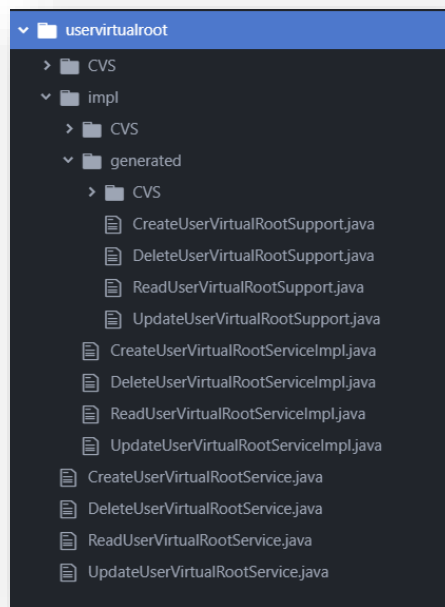 uservirtualroot
CVS
impl
CVS
generated
CVS
CreateUserVirtualRootSupport.java
DeleteUserVirtualRootSupport.java
ReadUserVirtualRootSupport.java
UpdateUserVirtualRootSupport.java
CreateUserVirtualRootServiceImpl.java
DeleteUserVirtualRootServiceImpl.java
ReadUserVirtualRootServiceImpl.java
UpdateUserVirtualRootServiceImpl.java
CreateUserVirtualRootService.java
DeleteUserVirtualRootService.java
ReadUserVirtualRootService.java
UpdateUserVirtualRootService.java